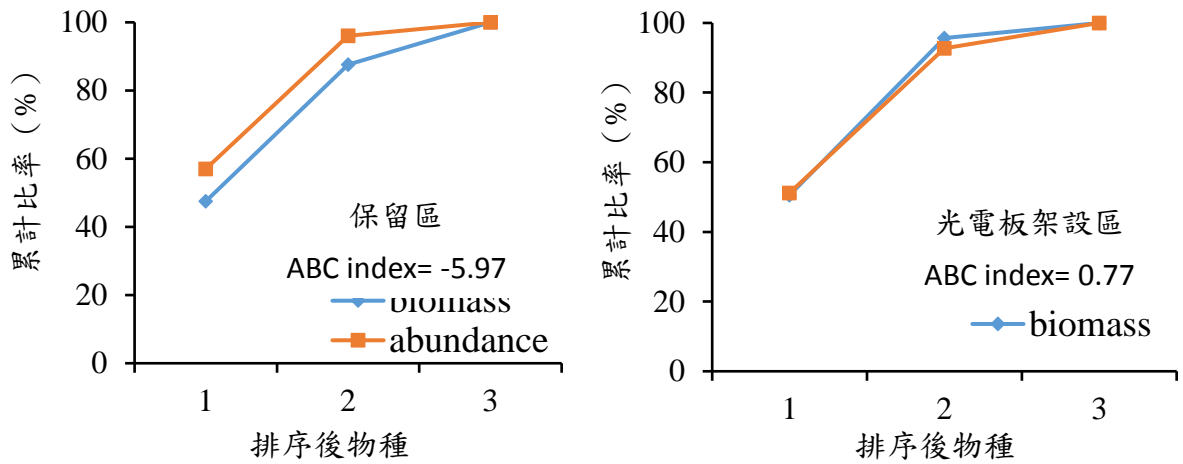 100
80
60
40
20
0
累計比率（%）
保留區
ABC index= -5.97
biomass
abundance
1 2 3
排序後物種
100
80
60
40
20
0
累計比率（%）
光電板架設區
ABC index= 0.77
biomass
1 2 3
排序後物種